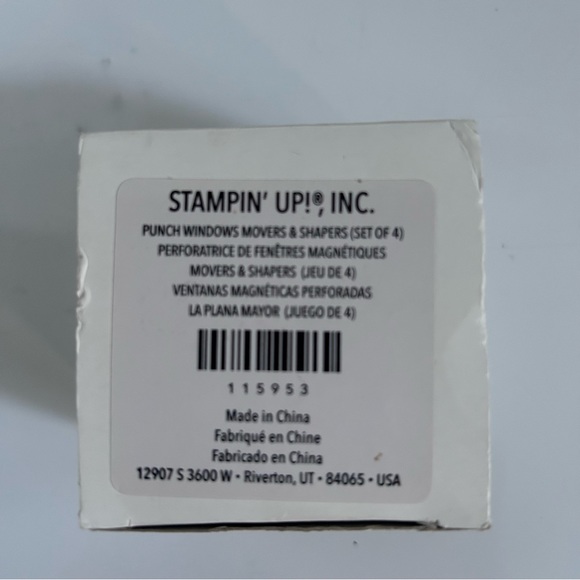 STAMPIN' UP!®, INC.
PUNCH WINDOWS MOVERS & SHAPERS (SET OF 4)
PERFORATRICE DE FENÊTRES MAGNÉTIQUES
MOVERS & SHAPERS (JEU DE 4)
VENTANAS MAGNÉTICAS PERFORADAS
LA PLANA MAYOR (JUEGO DE 4)
115953
Made in China
Fabriqué en Chine
Fabricado en China
12907 S 3600 W • Riverton, UT • 84065 • USA